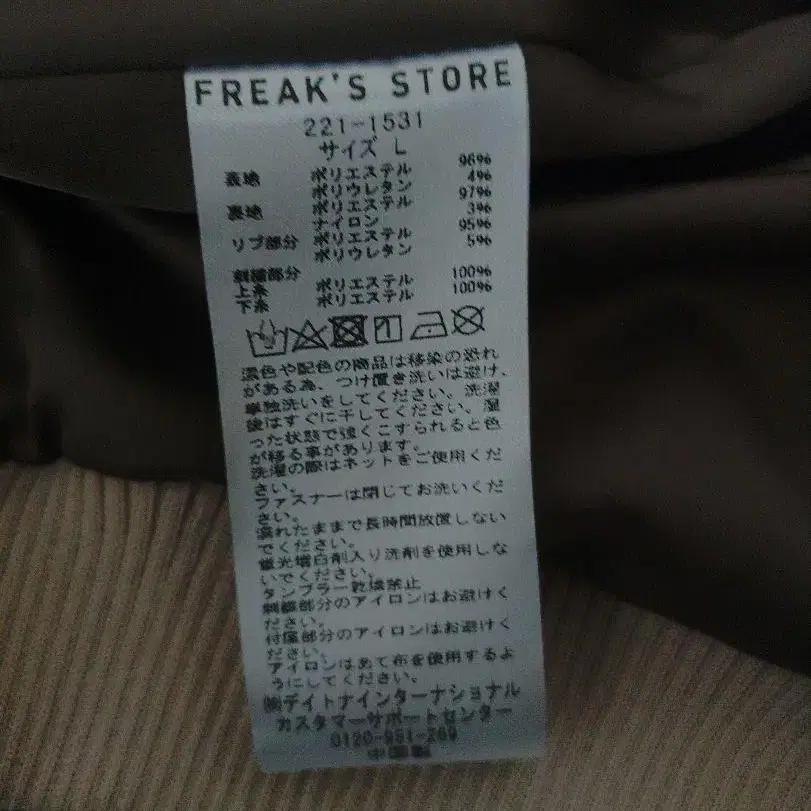 FREAK'S STORE
221-1531
サイズ L
表地 ポリエステル 96%
ポリウレタン 4%
裏地 ポリエステル 97%
ナイロン 3%
リブ部分 ポリエステル 95%
ポリウレタン 5%
刺繍部分
上糸 ポリエステル 100%
下糸 ポリエステル 100%
濃色や配色の商品は移染の恐れ
がある為、つけ置き洗いは避け、
単独洗いをしてください。洗濯
後はすぐに干してください。湿
った状態で強くこすられると色
が移る事があります。
洗濯の際はネットをご使用くだ
さい。
ファスナーは閉じてお洗いくだ
さい。
濡れたままで長時間放置しない
でください。
蛍光増白剤入り洗剤を使用しな
いでください。
タンブラー乾燥禁止
刺繍部分のアイロンはお避けく
ださい。
付属部分のアイロンはお避けく
ださい。
アイロンはあて布を使用するよ
うにしてください。
㈱デイトナインターナショナル
カスタマーサポートセンター
0120-951-269
中国製